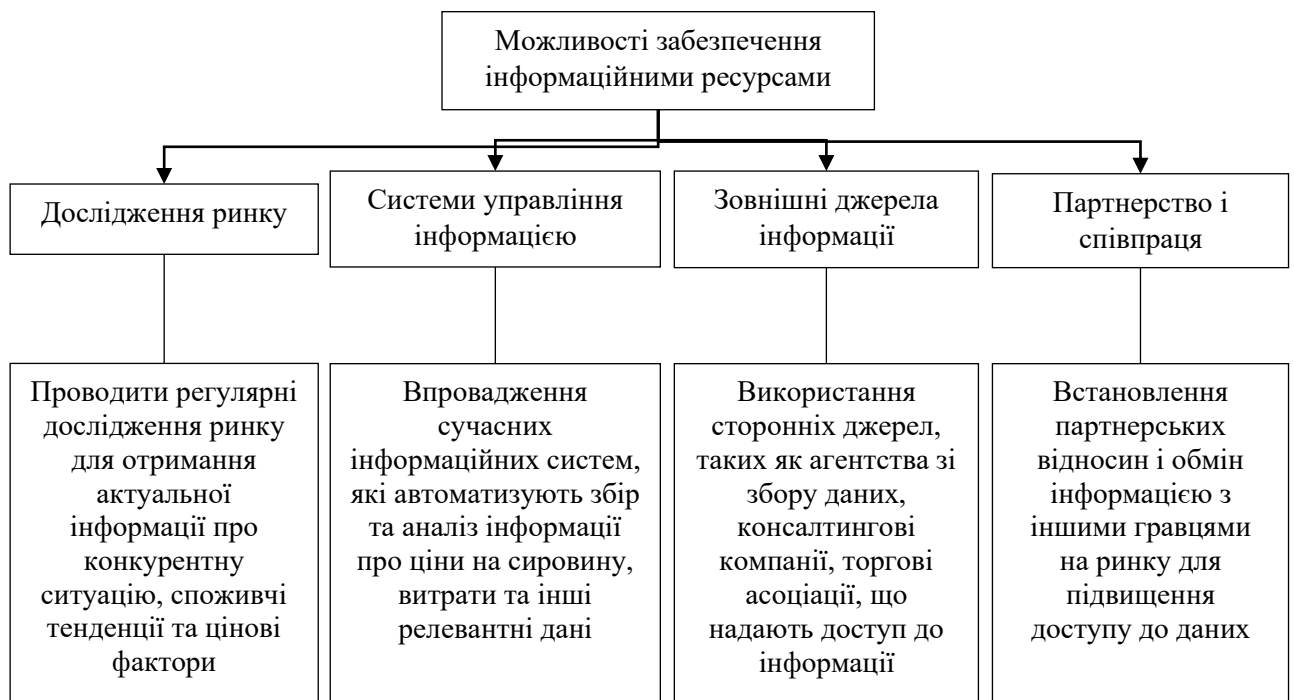 Можливості забезпечення
інформаційними ресурсами
Дослідження ринку
Системи управління
інформацією
Зовнішні джерела
інформації
Партнерство і
співпраця
Проводити регулярні
дослідження ринку
для отримання
актуальної
інформації про
конкурентну
ситуацію, споживчі
тенденції та цінові
фактори
Впровадження
сучасних
інформаційних систем,
які автоматизують збір
та аналіз інформації
про ціни на сировину,
витрати та інші
релевантні дані
Використання
сторонніх джерел,
таких як агентства зі
збору даних,
консалтингові
компанії, торгові
асоціації, що
надають доступ до
інформації
Встановлення
партнерських
відносин і обмін
інформацією з
іншими гравцями
на ринку для
підвищення
доступу до даних